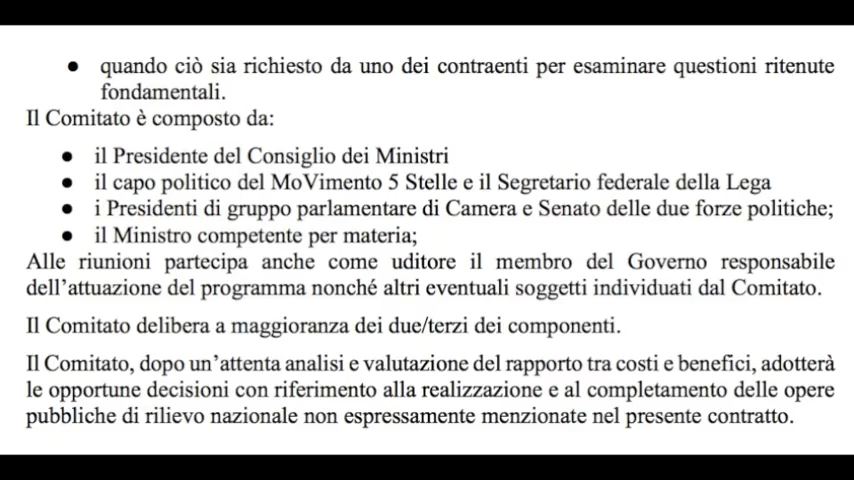 ● quando ciò sia richiesto da uno dei contraenti per esaminare questioni ritenute
fondamentali.
Il Comitato è composto da:
● il Presidente del Consiglio dei Ministri
● il capo politico del MoVimento 5 Stelle e il Segretario federale della Lega
● i Presidenti di gruppo parlamentare di Camera e Senato delle due forze politiche;
● il Ministro competente per materia;
Alle riunioni partecipa anche come uditore il membro del Governo responsabile
dell’attuazione del programma nonché altri eventuali soggetti individuati dal Comitato.
Il Comitato delibera a maggioranza dei due/terzi dei componenti.
Il Comitato, dopo un’attenta analisi e valutazione del rapporto tra costi e benefici, adotterà
le opportune decisioni con riferimento alla realizzazione e al completamento delle opere
pubbliche di rilievo nazionale non espressamente menzionate nel presente contratto.